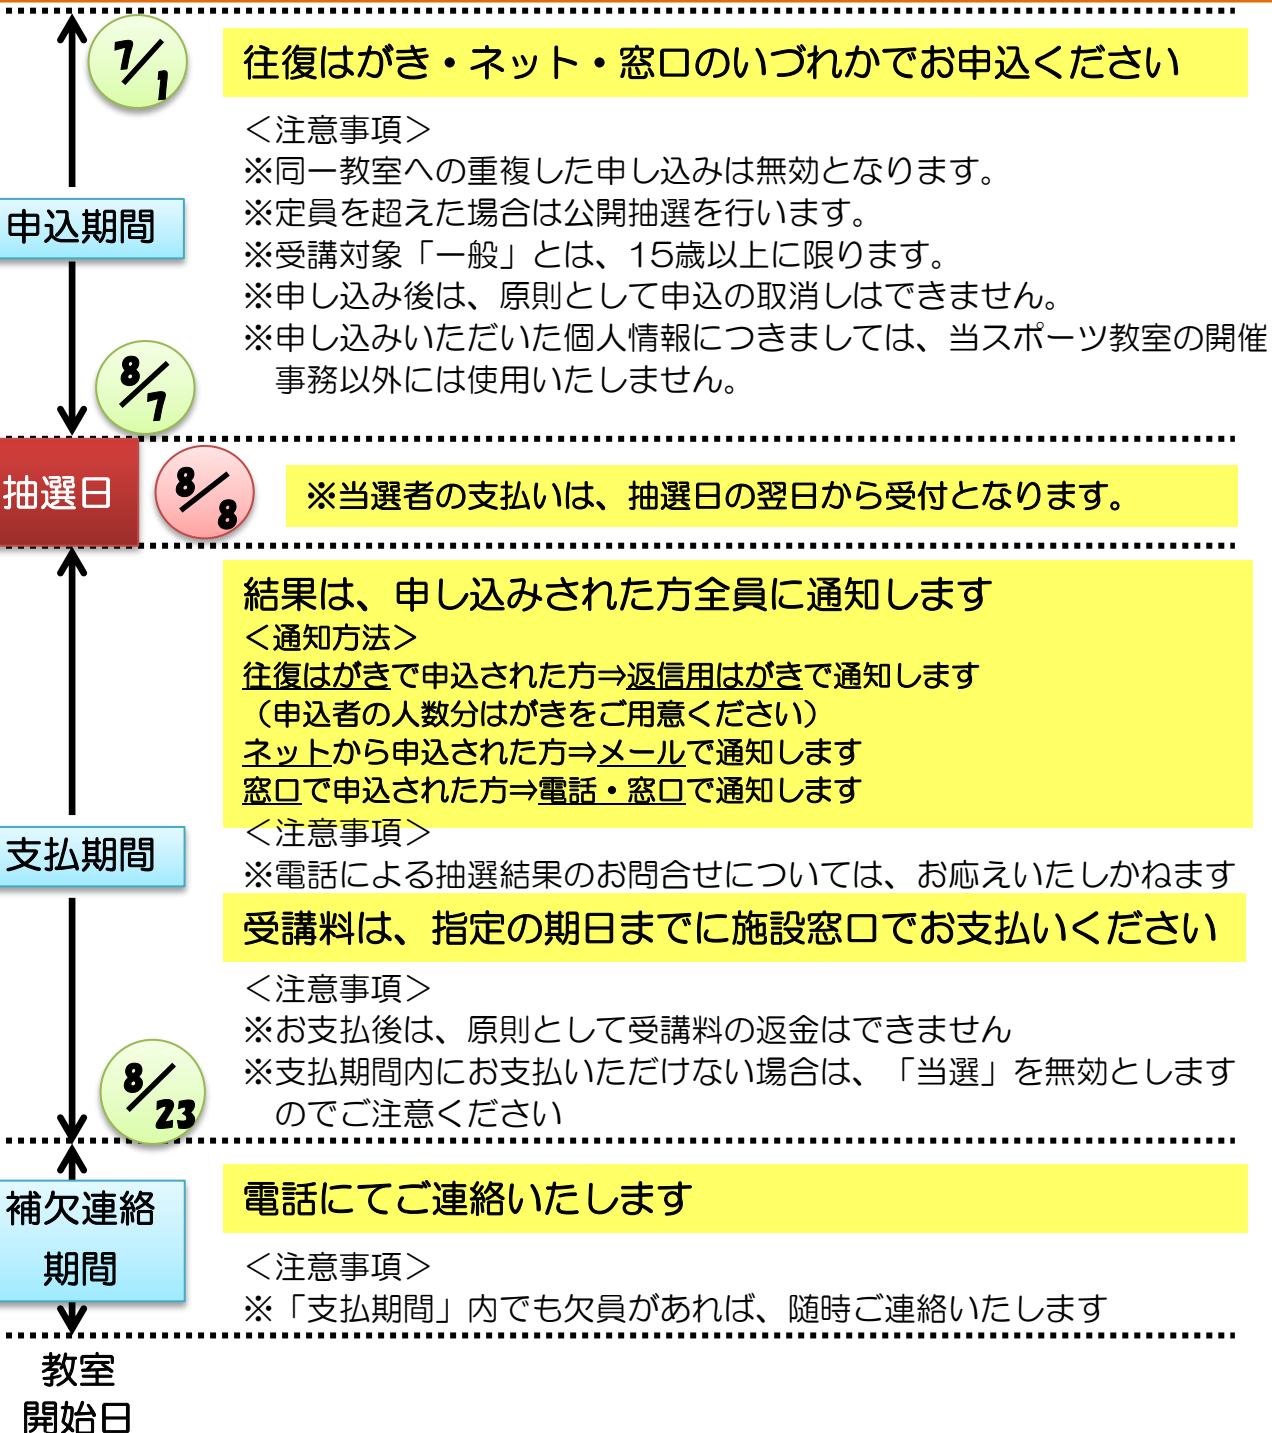 7/1
往復はがき・ネット・窓口のいづれかでお申込ください
＜注意事項＞
※同一教室への重複した申し込みは無効となります。
※定員を超えた場合は公開抽選を行います。
申込期間
※受講対象「一般」とは、15歳以上に限ります。
※申し込み後は、原則として申込の取消しはできません。
※申し込みいただいた個人情報につきましては、当スポーツ教室の開催
事務以外には使用いたしません。
8/7
抽選日
8/8
※当選者の支払いは、抽選日の翌日から受付となります。
結果は、申し込みされた方全員に通知します
＜通知方法＞
往復はがきで申込された方⇒返信用はがきで通知します
（申込者の人数分はがきをご用意ください）
ネットから申込された方⇒メールで通知します
窓口で申込された方⇒電話・窓口で通知します
＜注意事項＞
支払期間
※電話による抽選結果のお問合せについては、お応えいたしかねます
受講料は、指定の期日までに施設窓口でお支払いください
＜注意事項＞
※お支払後は、原則として受講料の返金はできません
※支払期間内にお支払いただけない場合は、「当選」を無効とします
のでご注意ください
8/23
補欠連絡
期間
電話にてご連絡いたします
＜注意事項＞
※「支払期間」内でも欠員があれば、随時ご連絡いたします
教室
開始日